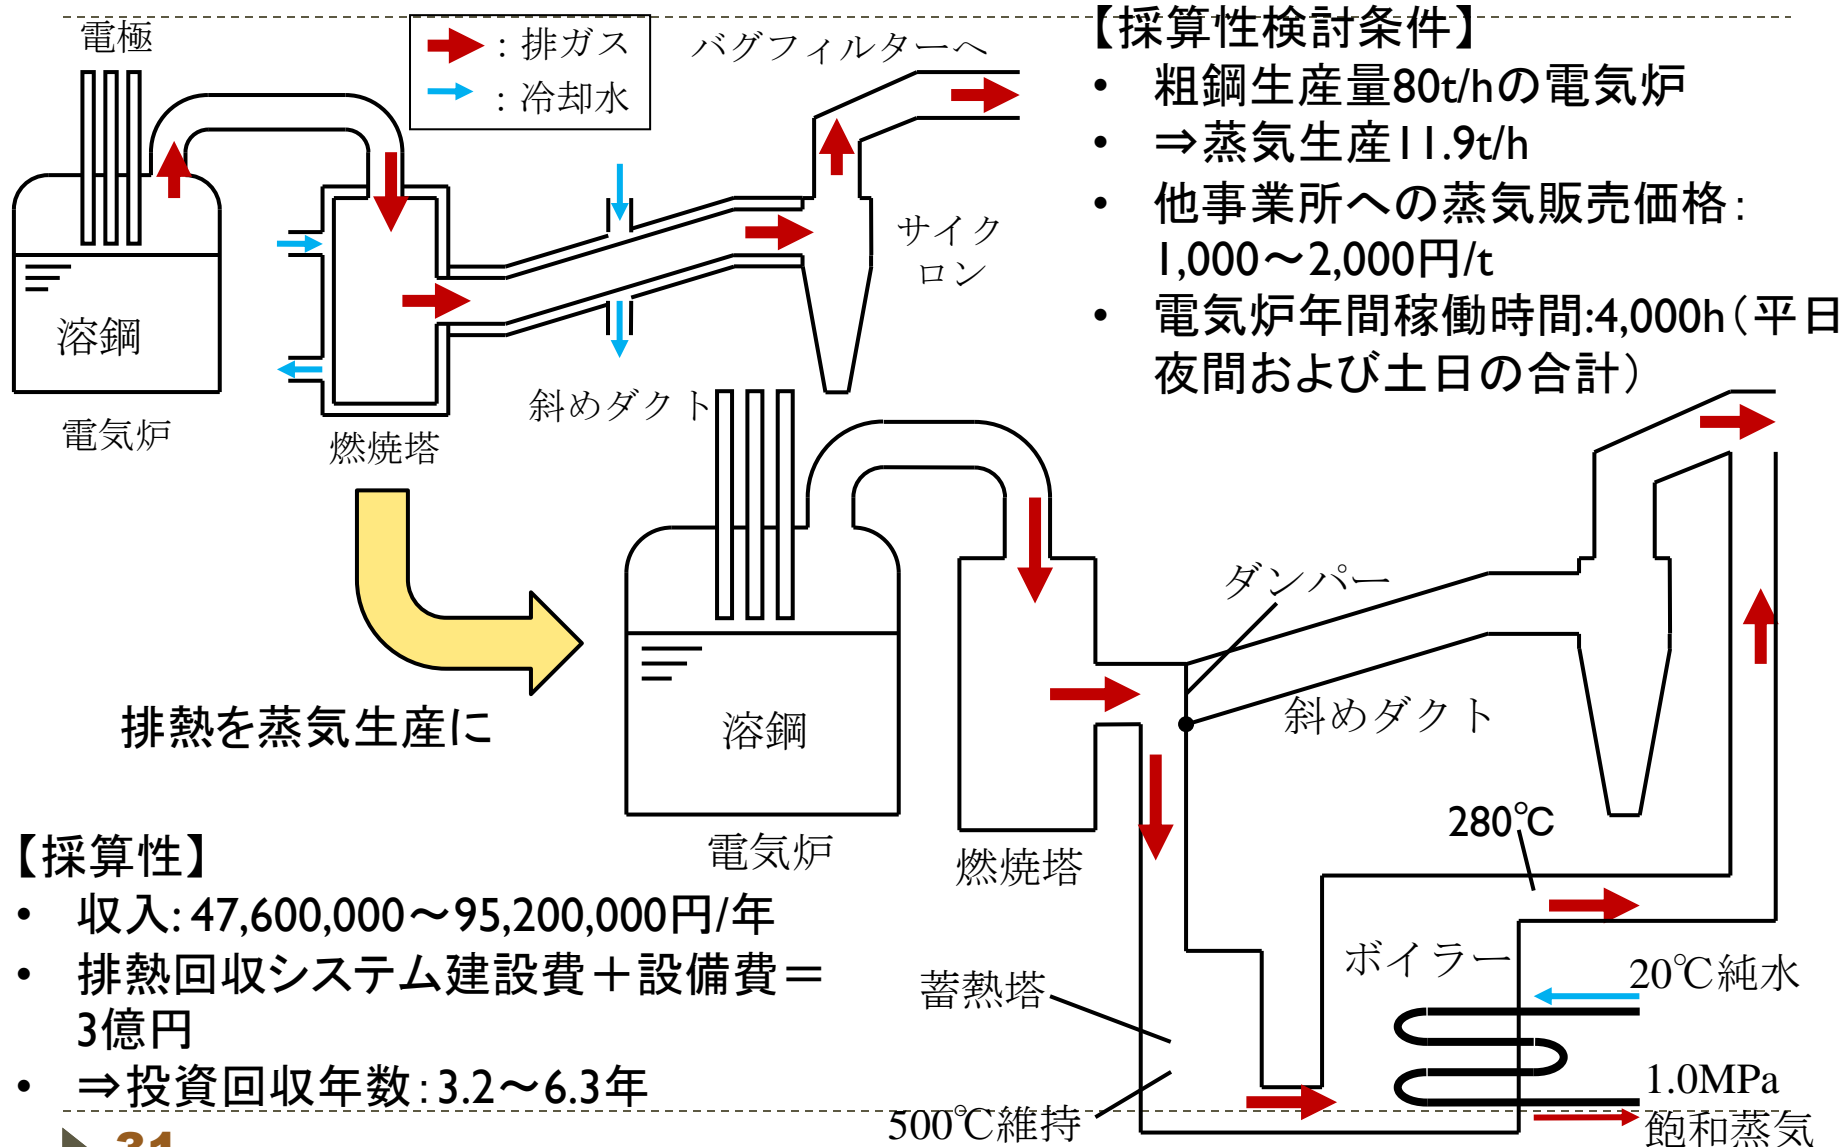 電極
：排ガス
：冷却水
バグフィルターへ
サイク
ロン
溶鋼
斜めダクト
電気炉
燃焼塔
【採算性検討条件】
• 粗鋼生産量80t/hの電気炉
• ⇒蒸気生産11.9t/h
• 他事業所への蒸気販売価格：
1,000～2,000円/t
• 電気炉年間稼働時間:4,000h（平日
夜間および土日の合計）
排熱を蒸気生産に
ダンパー
斜めダクト
溶鋼
電気炉
燃焼塔
280℃
ボイラー
20℃純水
蓄熱塔
500℃維持
1.0MPa
飽和蒸気
【採算性】
• 収入: 47,600,000～95,200,000円/年
• 排熱回収システム建設費＋設備費＝
3億円
• ⇒投資回収年数：3.2～6.3年
31